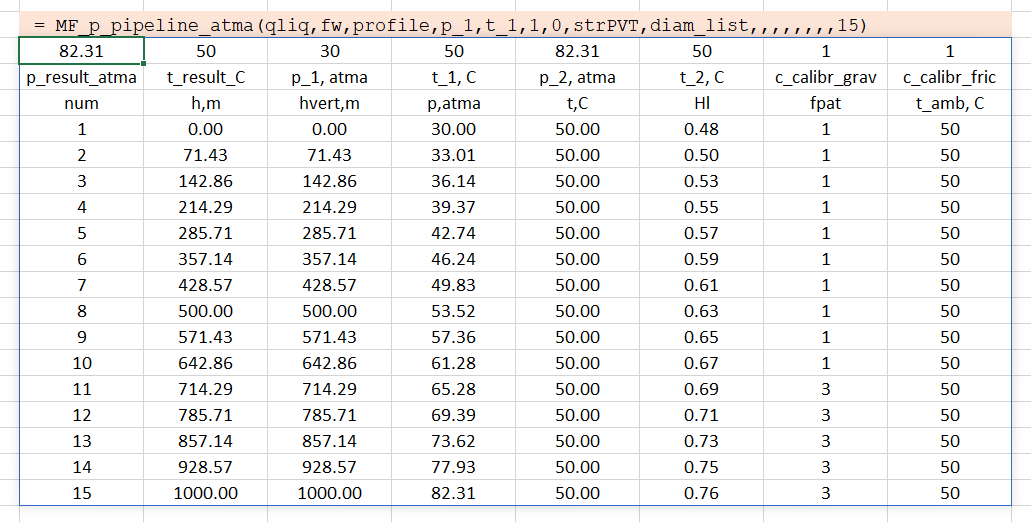 = MF_p_pipeline_atma(qliq,fw,profile,p_1,t_1,1,0,strPVT,diam_list,,,,,,,,15)
82.31 50 30 50 82.31 50 1 1
p_result_atma t_result_C p_1, atma t_1, C p_2, atma t_2, C c_calibr_grav c_calibr_fric
num h,m hvert,m p,atma t,C Hl fpat t_amb, C
1 0.00 0.00 30.00 50.00 0.48 1 50
2 71.43 71.43 33.01 50.00 0.50 1 50
3 142.86 142.86 36.14 50.00 0.53 1 50
4 214.29 214.29 39.37 50.00 0.55 1 50
5 285.71 285.71 42.74 50.00 0.57 1 50
6 357.14 357.14 46.24 50.00 0.59 1 50
7 428.57 428.57 49.83 50.00 0.61 1 50
8 500.00 500.00 53.52 50.00 0.63 1 50
9 571.43 571.43 57.36 50.00 0.65 1 50
10 642.86 642.86 61.28 50.00 0.67 1 50
11 714.29 714.29 65.28 50.00 0.69 3 50
12 785.71 785.71 69.39 50.00 0.71 3 50
13 857.14 857.14 73.62 50.00 0.73 3 50
14 928.57 928.57 77.93 50.00 0.75 3 50
15 1000.00 1000.00 82.31 50.00 0.76 3 50